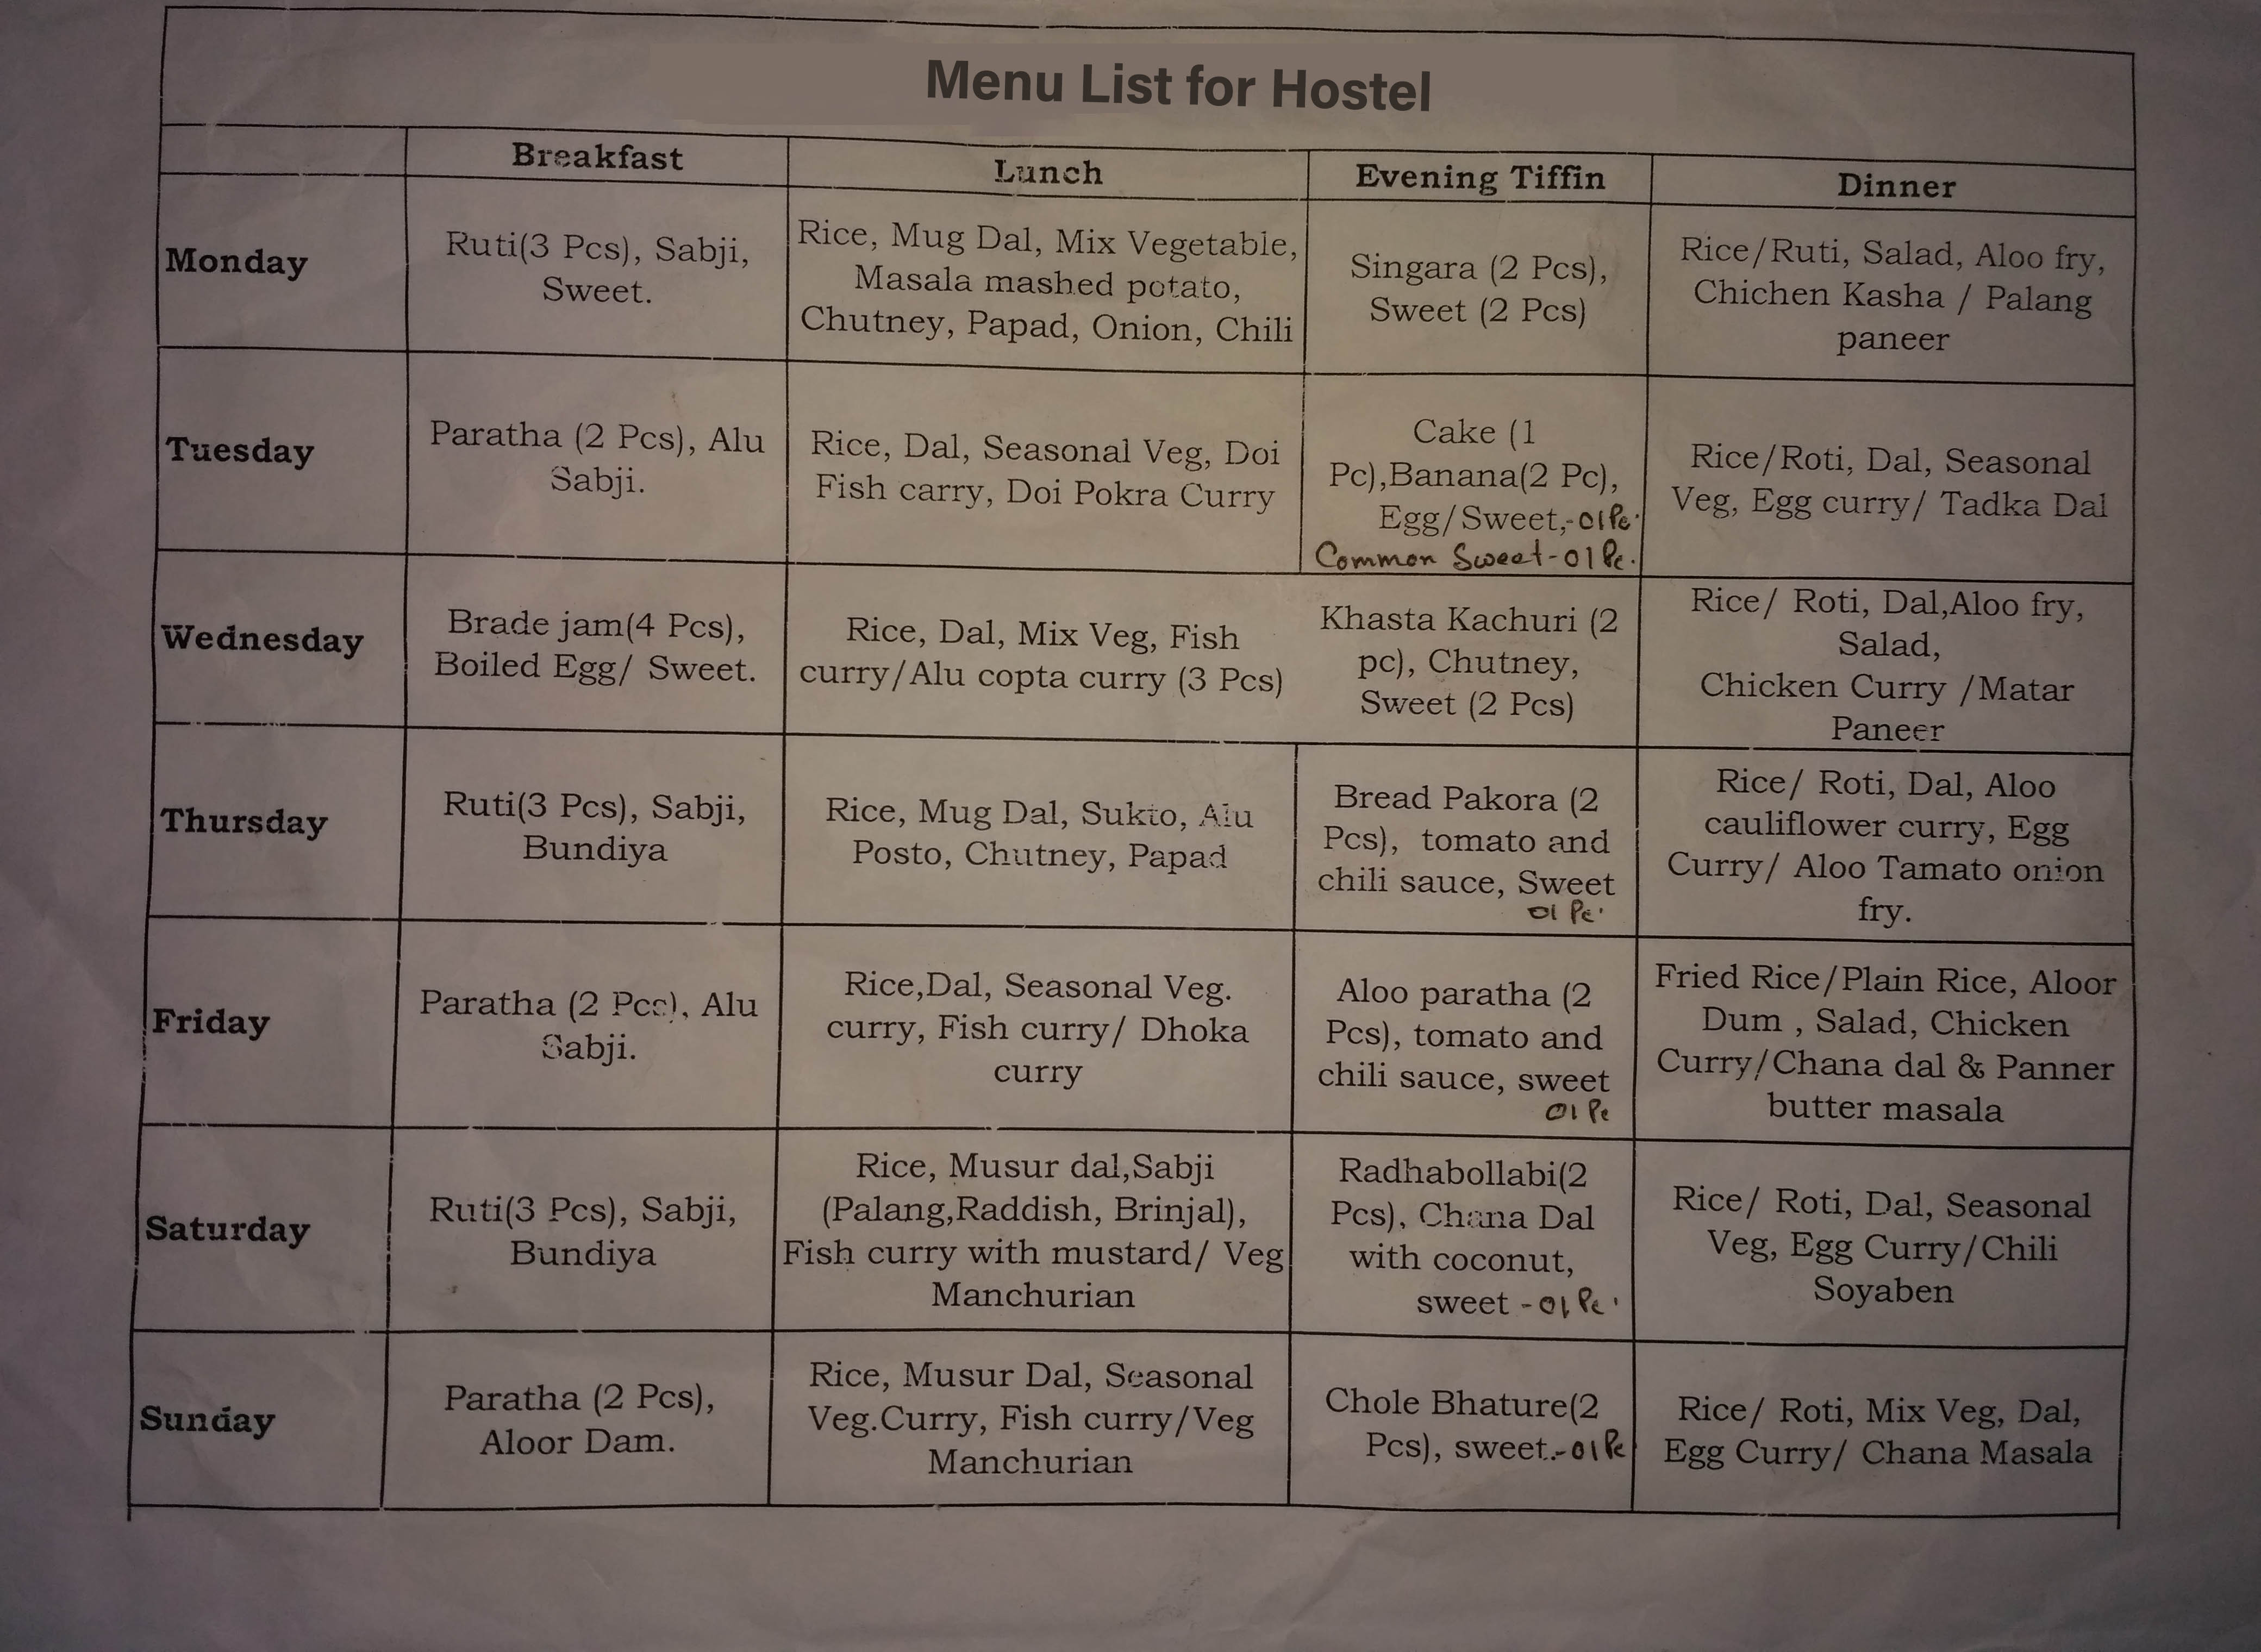 Menu List for Hostel
Breakfast
Lunch
Evening Tiffin
Dinner
Monday
Ruti(3 Pcs), Sabji,
Sweet.
Rice, Mug Dal, Mix Vegetable,
Masala mashed potato,
Chutney, Papad, Onion, Chili
Singara (2 Pcs),
Sweet (2 Pcs)
Rice/Ruti, Salad, Aloo fry,
Chichen Kasha / Palang
paneer
Tuesday
Paratha (2 Pcs), Alu
Sabji.
Rice, Dal, Seasonal Veg, Doi
Fish carry, Doi Pokra Curry
Cake (1
Pc),Banana(2 Pc),
Egg/Sweet,-01Pc.
Common Sweet-01 Pc.
Rice/Roti, Dal, Seasonal
Veg, Egg curry/ Tadka Dal
Wednesday
Brade jam(4 Pcs),
Boiled Egg/ Sweet.
Rice, Dal, Mix Veg, Fish
curry/Alu copta curry (3 Pcs)
Khasta Kachuri (2
pc), Chutney,
Sweet (2 Pcs)
Rice/ Roti, Dal,Aloo fry,
Salad,
Chicken Curry /Matar
Paneer
Thursday
Ruti(3 Pcs), Sabji,
Bundiya
Rice, Mug Dal, Sukto, Alu
Posto, Chutney, Papad
Bread Pakora (2
Pcs), tomato and
chili sauce, Sweet
01 Pc.
Rice/ Roti, Dal, Aloo
cauliflower curry, Egg
Curry/ Aloo Tamato onion
fry.
Friday
Paratha (2 Pcs), Alu
Sabji.
Rice,Dal, Seasonal Veg.
curry, Fish curry/ Dhoka
curry
Aloo paratha (2
Pcs), tomato and
chili sauce, sweet
01 Pc
Fried Rice/Plain Rice, Aloor
Dum , Salad, Chicken
Curry/Chana dal & Panner
butter masala
Saturday
Ruti(3 Pcs), Sabji,
Bundiya
Rice, Musur dal,Sabji
(Palang,Raddish, Brinjal),
Fish curry with mustard/ Veg
Manchurian
Radhabollabi(2
Pcs), Chana Dal
with coconut,
sweet - 01 Pc.
Rice/ Roti, Dal, Seasonal
Veg, Egg Curry/Chili
Soyaben
Sunday
Paratha (2 Pcs),
Aloor Dam.
Rice, Musur Dal, Seasonal
Veg.Curry, Fish curry/Veg
Manchurian
Chole Bhature(2
Pcs), sweet.-01 Pc
Rice/ Roti, Mix Veg, Dal,
Egg Curry/ Chana Masala